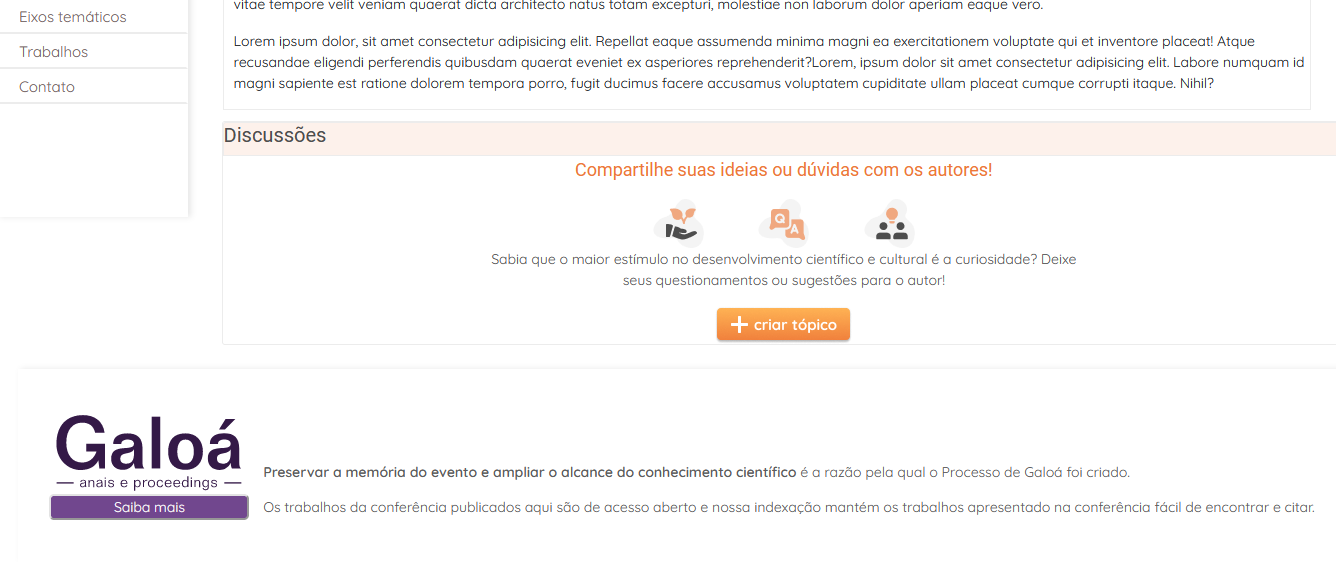 Eixos temáticos
Trabalhos
Contato
vitae tempore velit veniam quaerat dicta architecto natus totam excepturi, molestiae non laborum dolor aperiam eaque vero.
Lorem ipsum dolor, sit amet consectetur adipisicing elit. Repellat eaque assumenda minima magni ea exercitationem voluptate qui et inventore placeat! Atque
recusandae eligendi perferendis quibusdam quaerat eveniet ex asperiores reprehenderit?Lorem, ipsum dolor sit amet consectetur adipisicing elit. Labore numquam id
magni sapiente est ratione dolorem tempora porro, fugit ducimus facere accusamus voluptatem cupiditate ullam placeat cumque corrupti itaque. Nihil?
Discussões
Compartilhe suas ideias ou dúvidas com os autores!
Q A
Sabia que o maior estímulo no desenvolvimento científico e cultural é a curiosidade? Deixe
seus questionamentos ou sugestões para o autor!
+ criar tópico
Galoá
anais e proceedings
Saiba mais
Preservar a memória do evento e ampliar o alcance do conhecimento científico é a razão pela qual o Processo de Galoá foi criado.
Os trabalhos da conferência publicados aqui são de acesso aberto e nossa indexação mantém os trabalhos apresentado na conferência fácil de encontrar e citar.